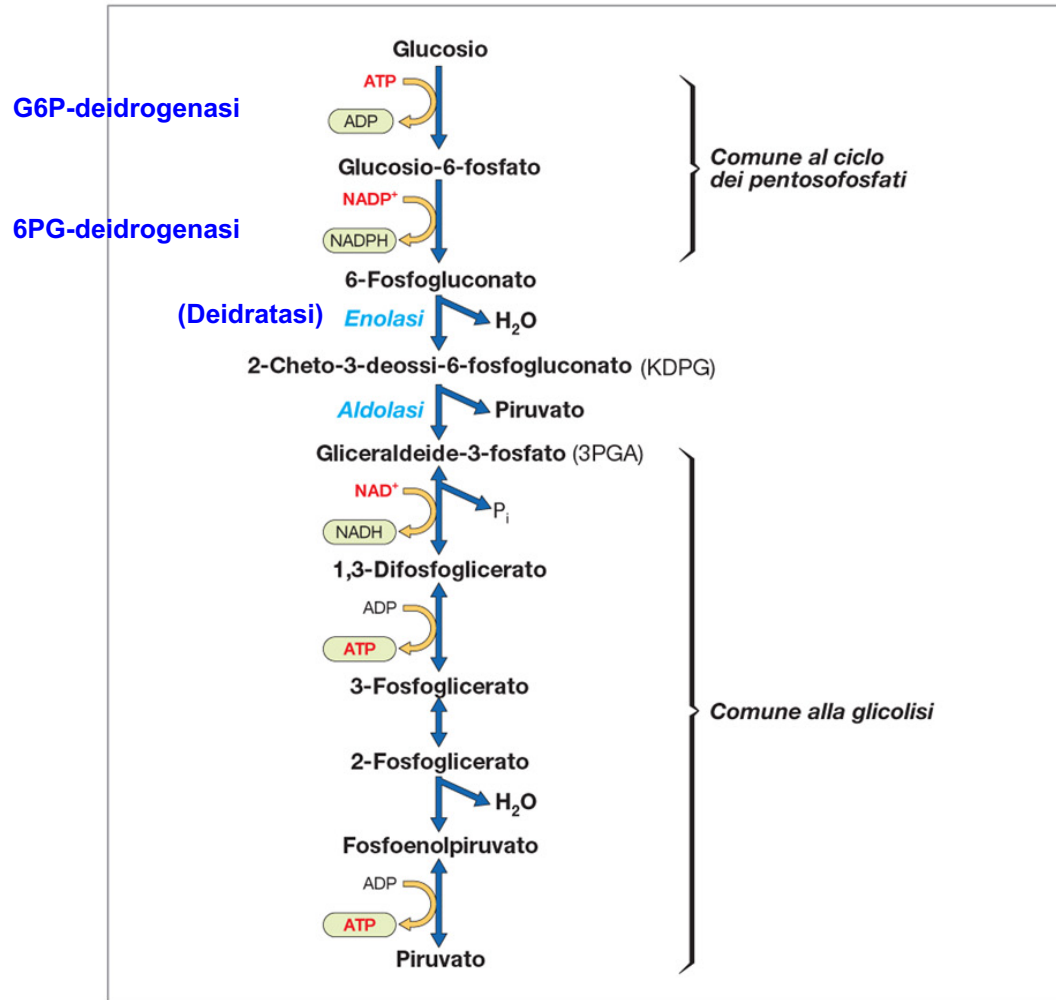 Glucosio
ATP
G6P-deidrogenasi
ADP
Glucosio-6-fosfato
Comune al ciclo
dei pentosofosfati
NADP+
6PG-deidrogenasi
NADPH
6-Fosfogluconato
(Deidratasi) Enolasi H2O
2-Cheto-3-deossi-6-fosfogluconato (KDPG)
Aldolasi Piruvato
Gliceraldeide-3-fosfato (3PGA)
NAD+
Pi
NADH
1,3-Difosfoglicerato
ADP
ATP
3-Fosfoglicerato
Comune alla glicolisi
2-Fosfoglicerato
H2O
Fosfoenolpiruvato
ADP
ATP
Piruvato